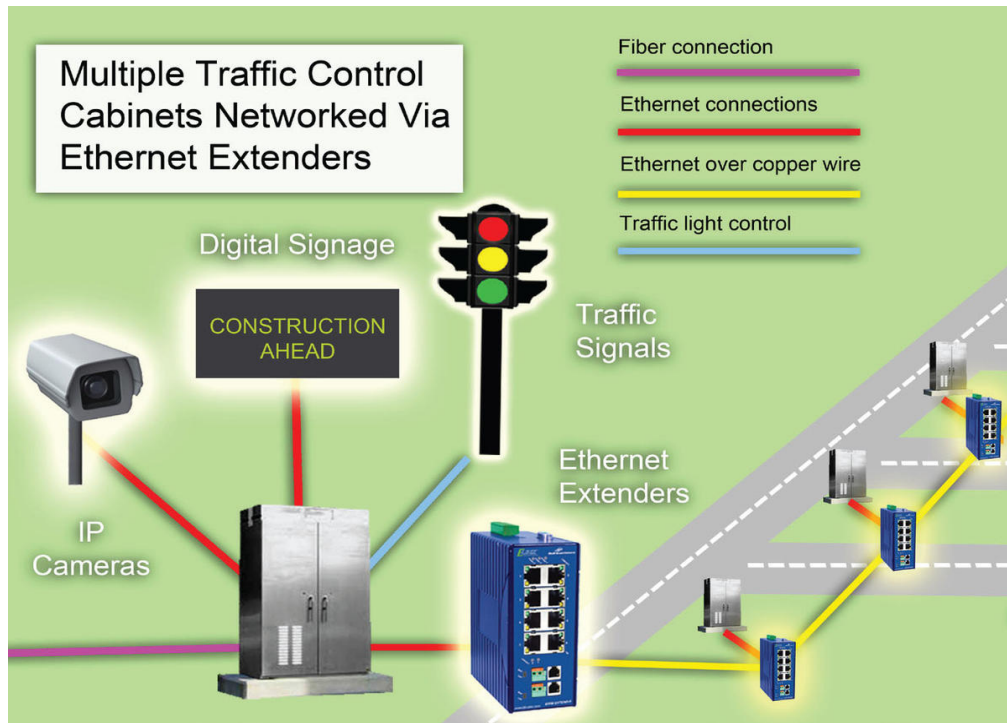 Multiple Traffic Control
Cabinets Networked Via
Ethernet Extenders
Fiber connection
Ethernet connections
Ethernet over copper wire
Traffic light control
Digital Signage
CONSTRUCTION
AHEAD
Traffic
Signals
IP
Cameras
Ethernet
Extenders